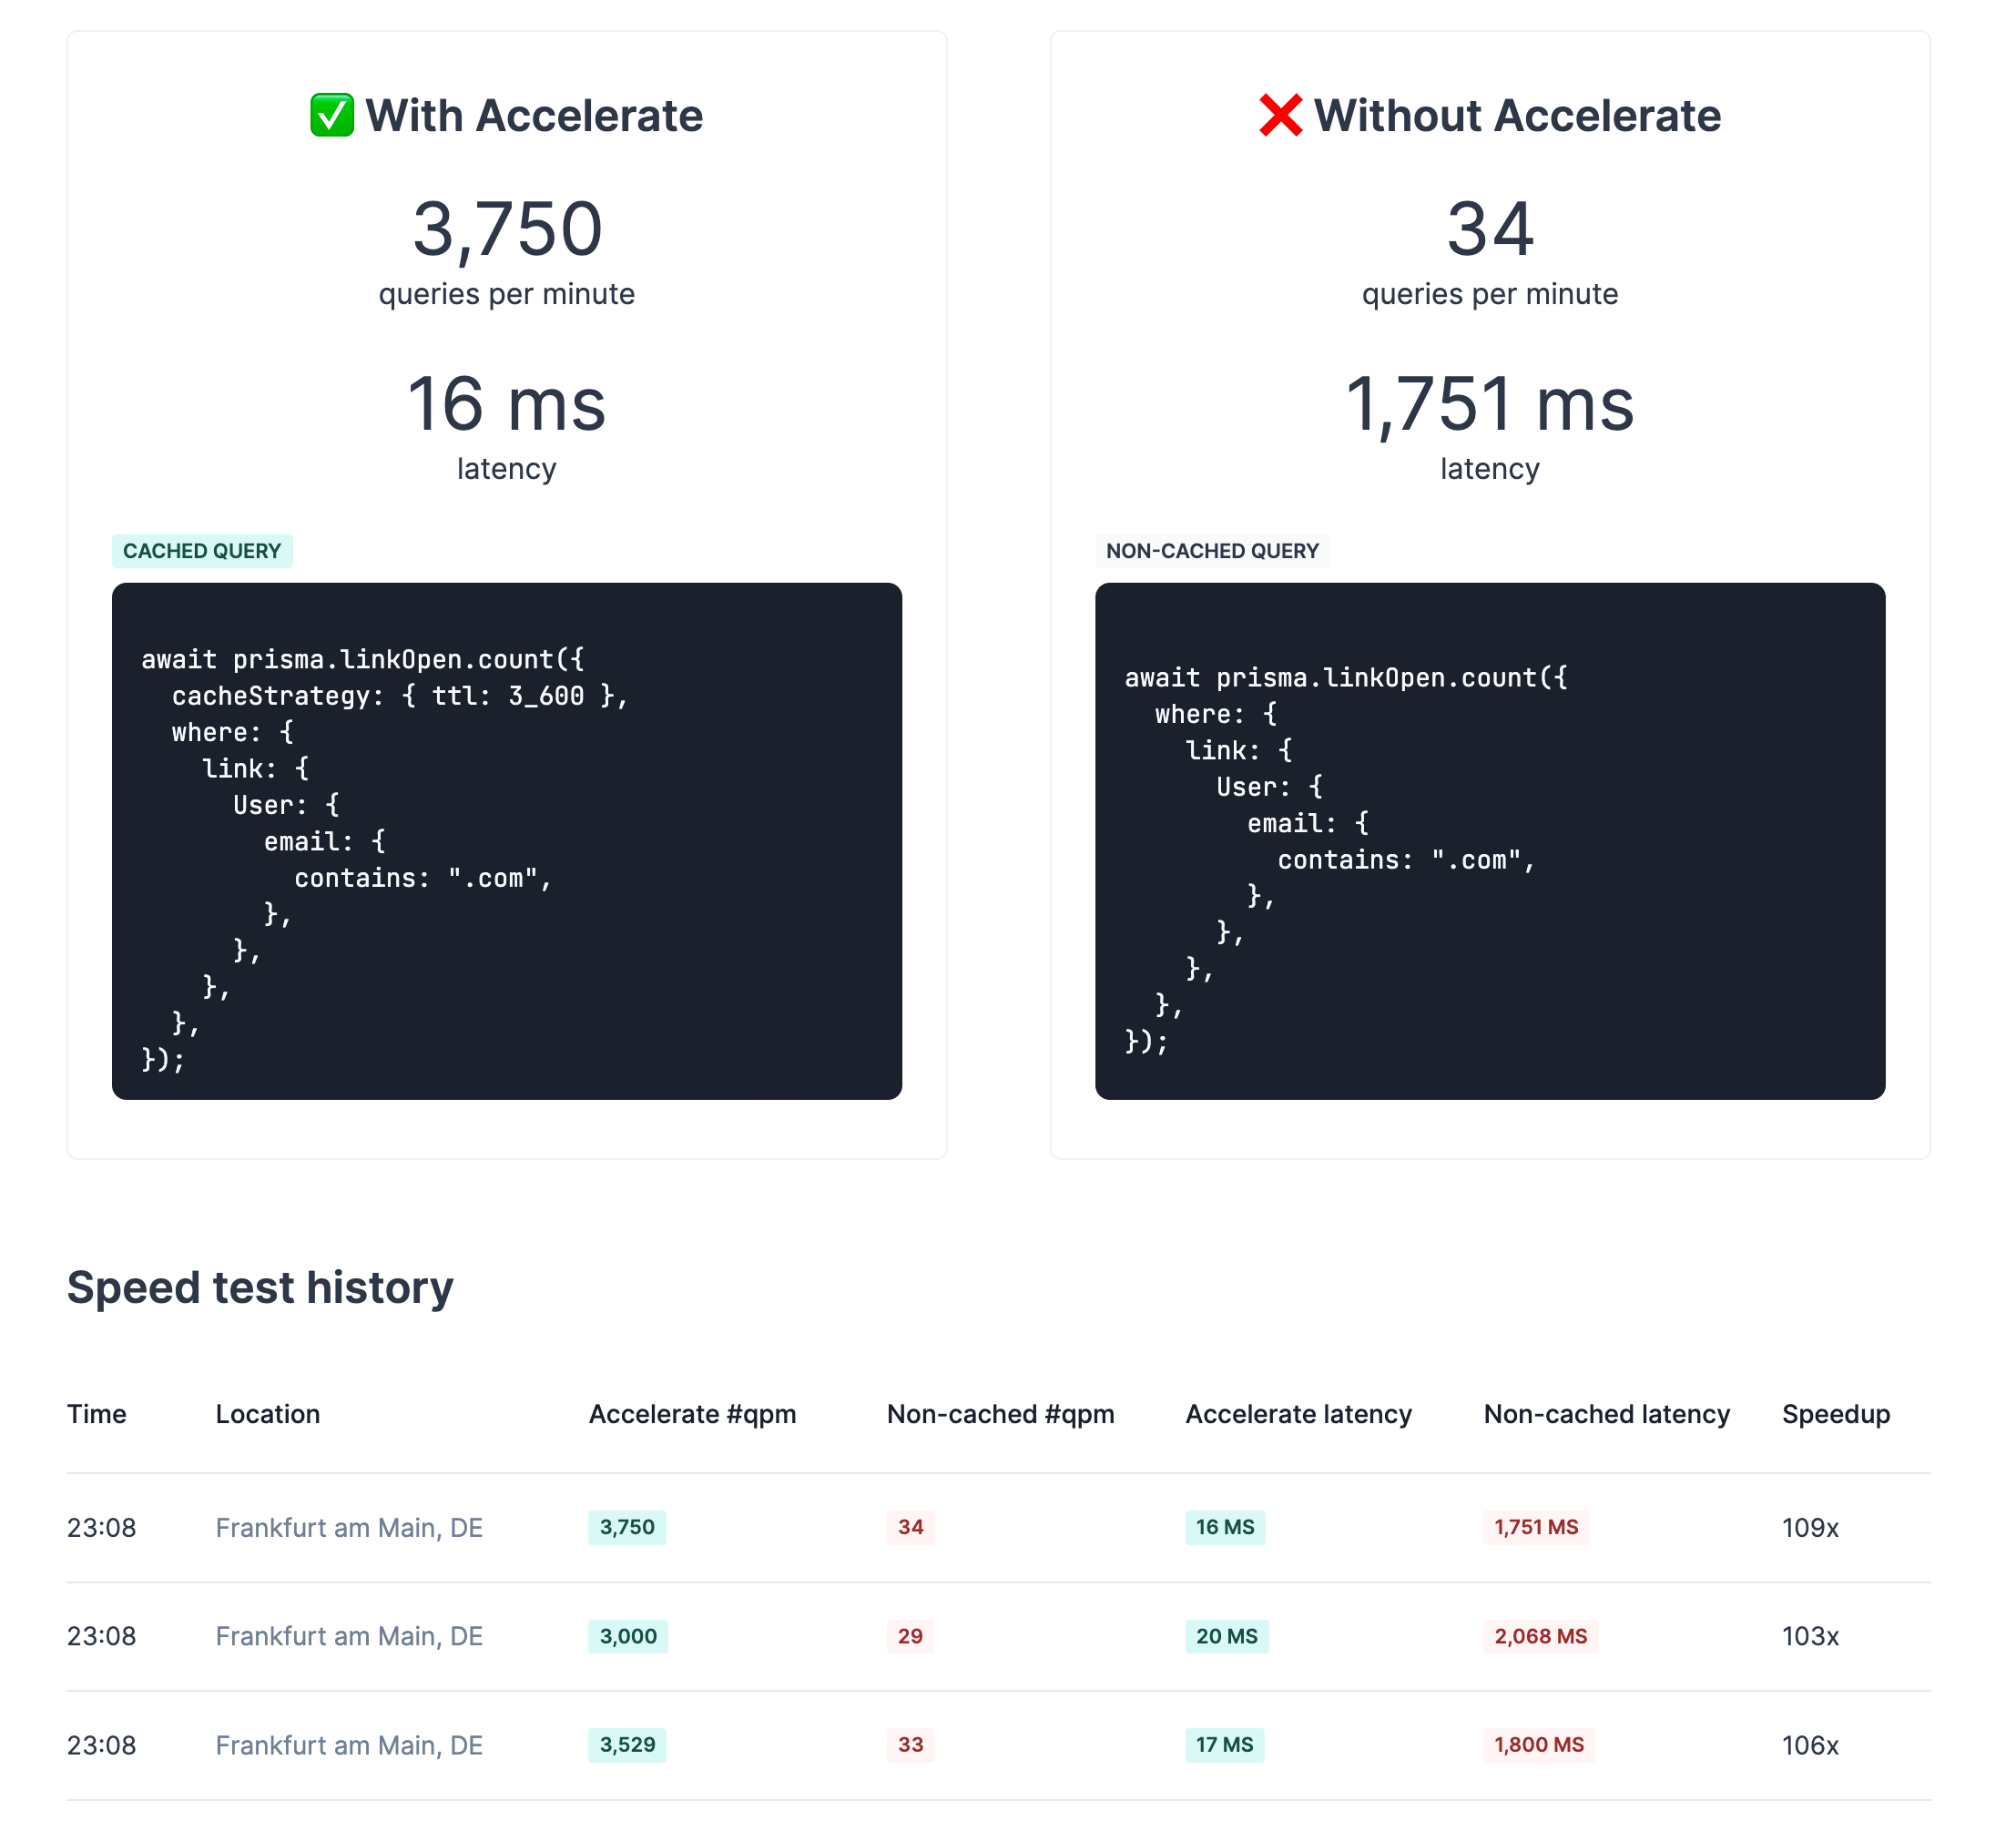 ✅ With Accelerate
3,750
queries per minute
16 ms
latency
CACHED QUERY
await prisma.linkOpen.count({
  cacheStrategy: { ttl: 3_600 },
  where: {
    link: {
      User: {
        email: {
          contains: ".com",
        },
      },
    },
  },
});
❌ Without Accelerate
34
queries per minute
1,751 ms
latency
NON-CACHED QUERY
await prisma.linkOpen.count({
  where: {
    link: {
      User: {
        email: {
          contains: ".com",
        },
      },
    },
  },
});
Speed test history
Time Location Accelerate #qpm Non-cached #qpm Accelerate latency Non-cached latency Speedup
23:08 Frankfurt am Main, DE 3,750 34 16 MS 1,751 MS 109x
23:08 Frankfurt am Main, DE 3,000 29 20 MS 2,068 MS 103x
23:08 Frankfurt am Main, DE 3,529 33 17 MS 1,800 MS 106x